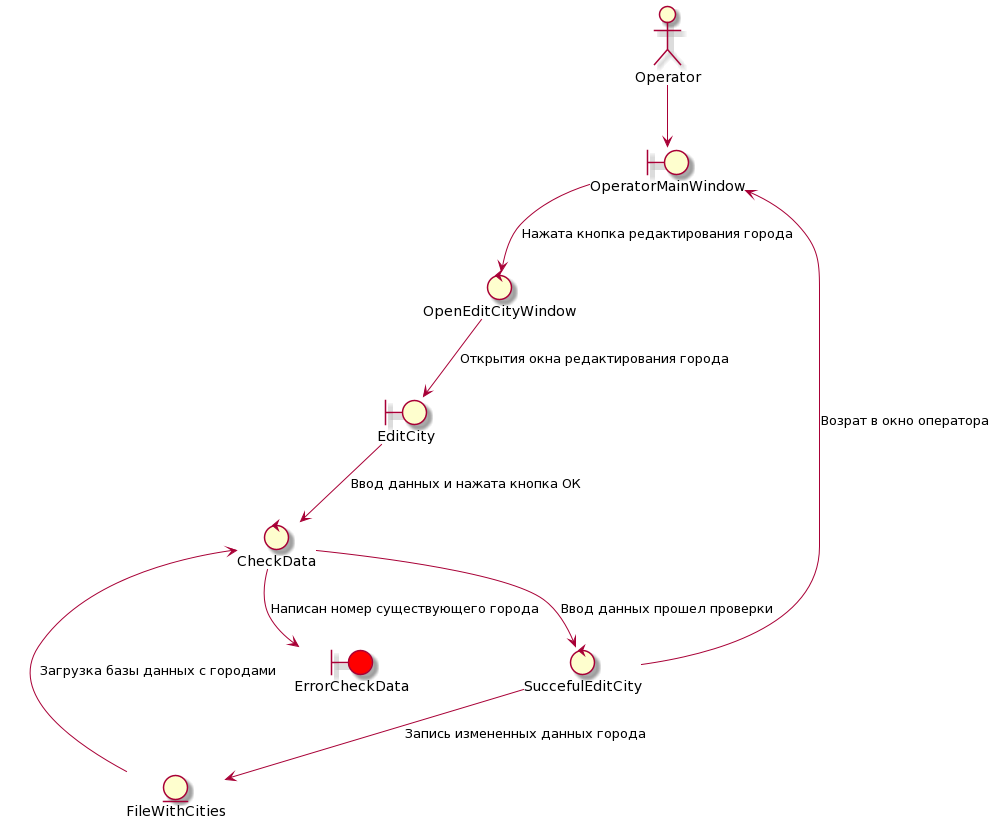 Operator
OperatorMainWindow
Нажата кнопка редактирования города
OpenEditCityWindow
Открытия окна редактирования города
Возрат в окно оператора
EditCity
Ввод данных и нажата кнопка ОК
CheckData
Написан номер существующего города
Ввод данных прошел проверки
Загрузка базы данных с городами
ErrorCheckData
SuccefulEditCity
Запись измененных данных города
FileWithCities